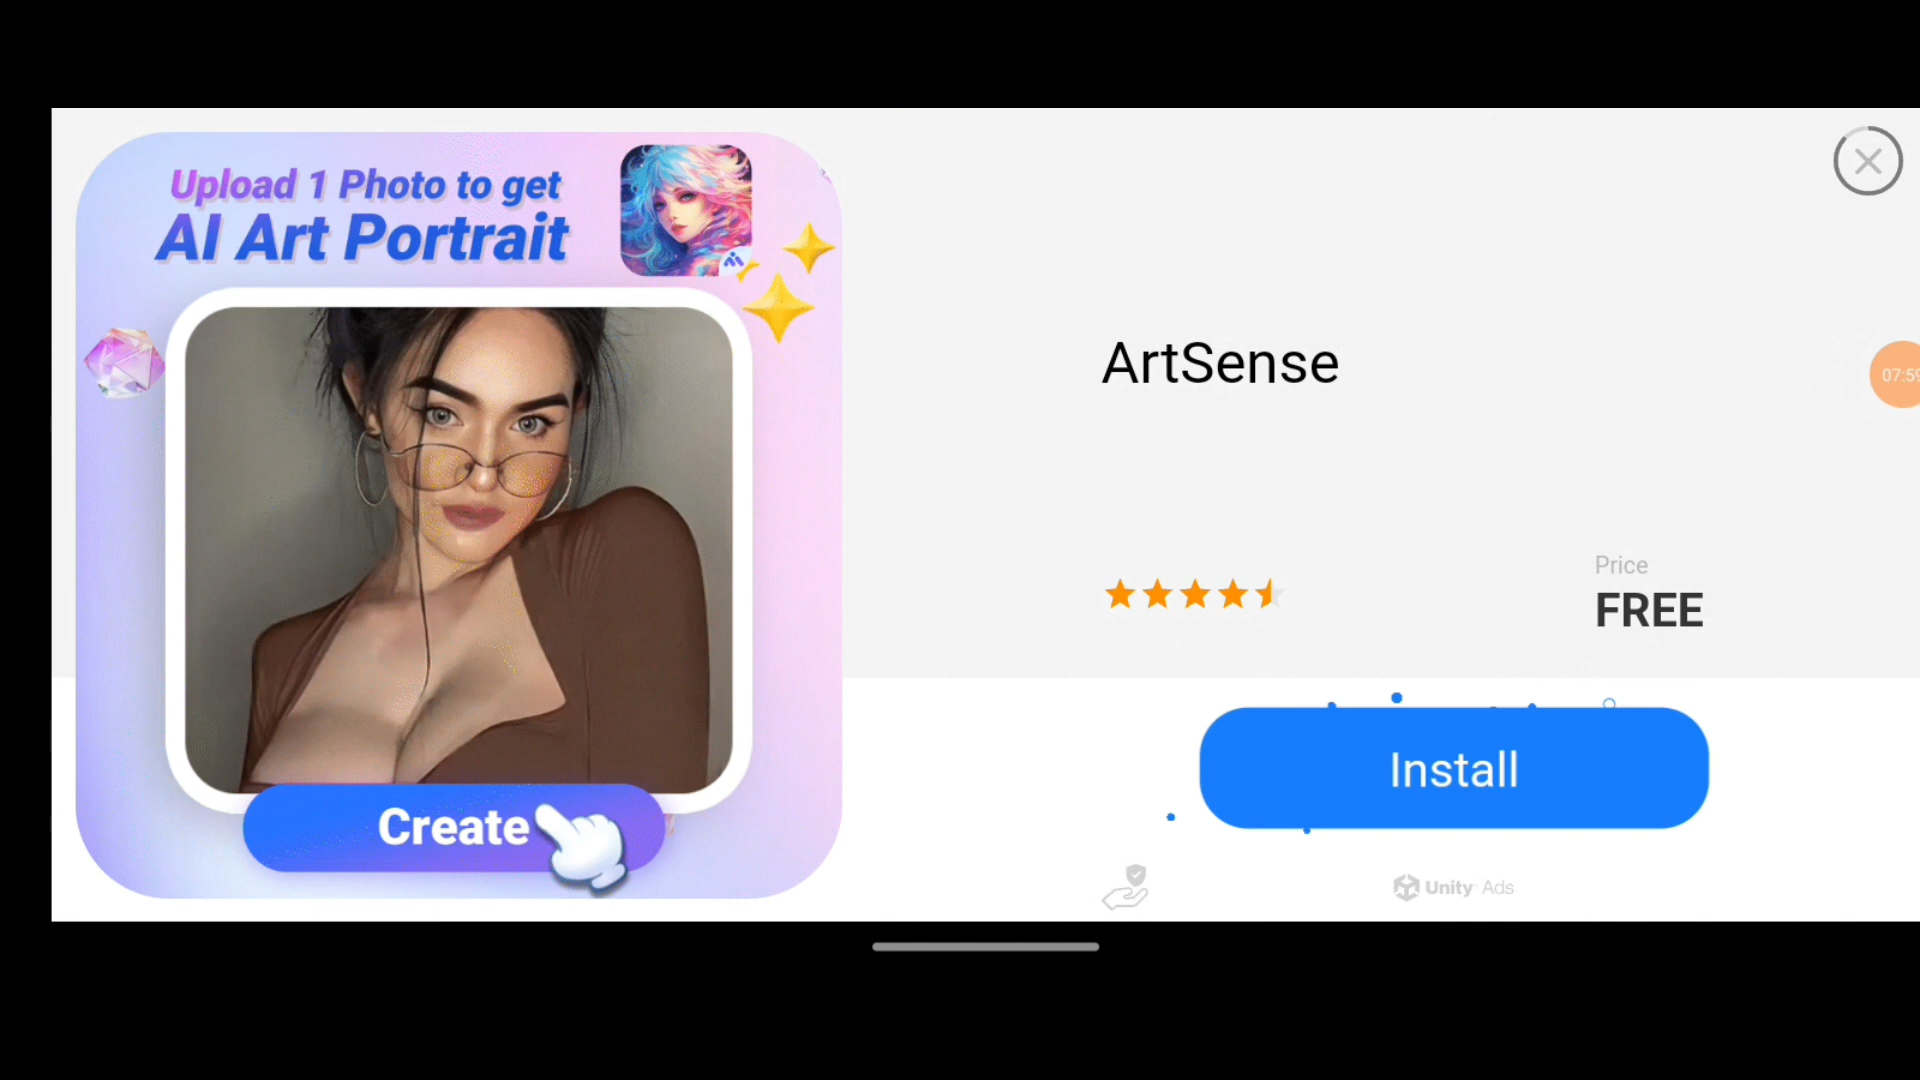 Upload 1 Photo to get
AI Art Portrait
Create
ArtSense
Price
FREE
Install
Unity Ads